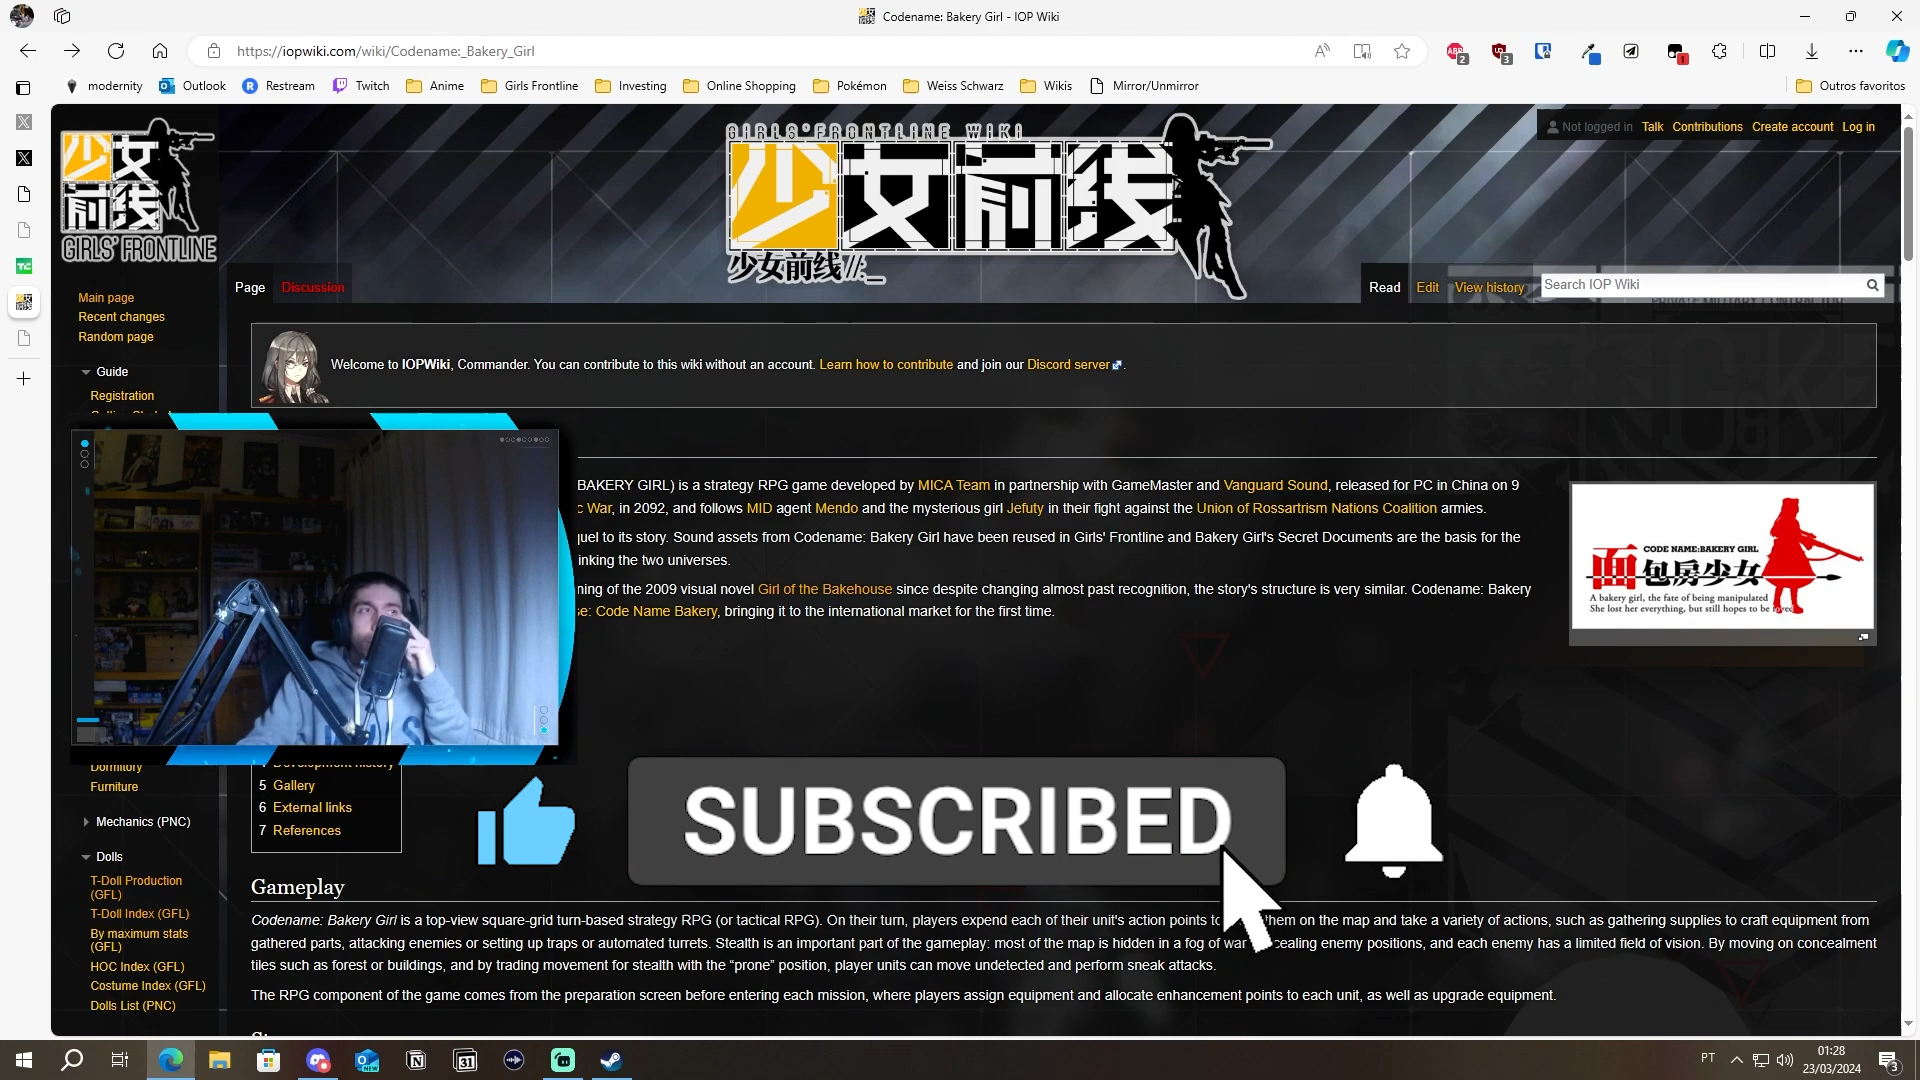 Codename: Bakery Girl - IOP Wiki
https://iopwiki.com/wiki/Codename:_Bakery_Girl
modernity
Outlook
Restream
Twitch
Anime
Girls Frontline
Investing
Online Shopping
Pokémon
Weiss Schwarz
Wikis
Mirror/Unmirror
Outros favoritos
少女前线
GIRLS' FRONTLINE
GIRLS' FRONTLINE WIKI
少女前线
少女前线//:_
Not logged in Talk Contributions Create account Log in
Page Discussion
Read Edit View history
Search IOP Wiki
Main page
Recent changes
Random page
Guide
Registration
Welcome to IOPWiki, Commander. You can contribute to this wiki without an account. Learn how to contribute and join our Discord server.
BAKERY GIRL) is a strategy RPG game developed by MICA Team in partnership with GameMaster and Vanguard Sound, released for PC in China on 9
c War, in 2092, and follows MID agent Mendo and the mysterious girl Jefuty in their fight against the Union of Rossartrism Nations Coalition armies.
quel to its story. Sound assets from Codename: Bakery Girl have been reused in Girls' Frontline and Bakery Girl's Secret Documents are the basis for the
inking the two universes.
ning of the 2009 visual novel Girl of the Bakehouse since despite changing almost past recognition, the story's structure is very similar. Codename: Bakery
se: Code Name Bakery, bringing it to the international market for the first time.
CODE NAME:BAKERY GIRL
面包房少女
A bakery girl, the fate of being manipulated
She lost her everything, but still hopes to be loved
Dormitory
Furniture
Mechanics (PNC)
Dolls
T-Doll Production
(GFL)
T-Doll Index (GFL)
By maximum stats
(GFL)
HOC Index (GFL)
Costume Index (GFL)
Dolls List (PNC)
Development history
5 Gallery
6 External links
7 References
SUBSCRIBED
Gameplay
Codename: Bakery Girl is a top-view square-grid turn-based strategy RPG (or tactical RPG). On their turn, players expend each of their unit's action points to hem on the map and take a variety of actions, such as gathering supplies to craft equipment from
gathered parts, attacking enemies or setting up traps or automated turrets. Stealth is an important part of the gameplay: most of the map is hidden in a fog of war cealing enemy positions, and each enemy has a limited field of vision. By moving on concealment
tiles such as forest or buildings, and by trading movement for stealth with the “prone” position, player units can move undetected and perform sneak attacks.
The RPG component of the game comes from the preparation screen before entering each mission, where players assign equipment and allocate enhancement points to each unit, as well as upgrade equipment.
PT
01:28
23/03/2024